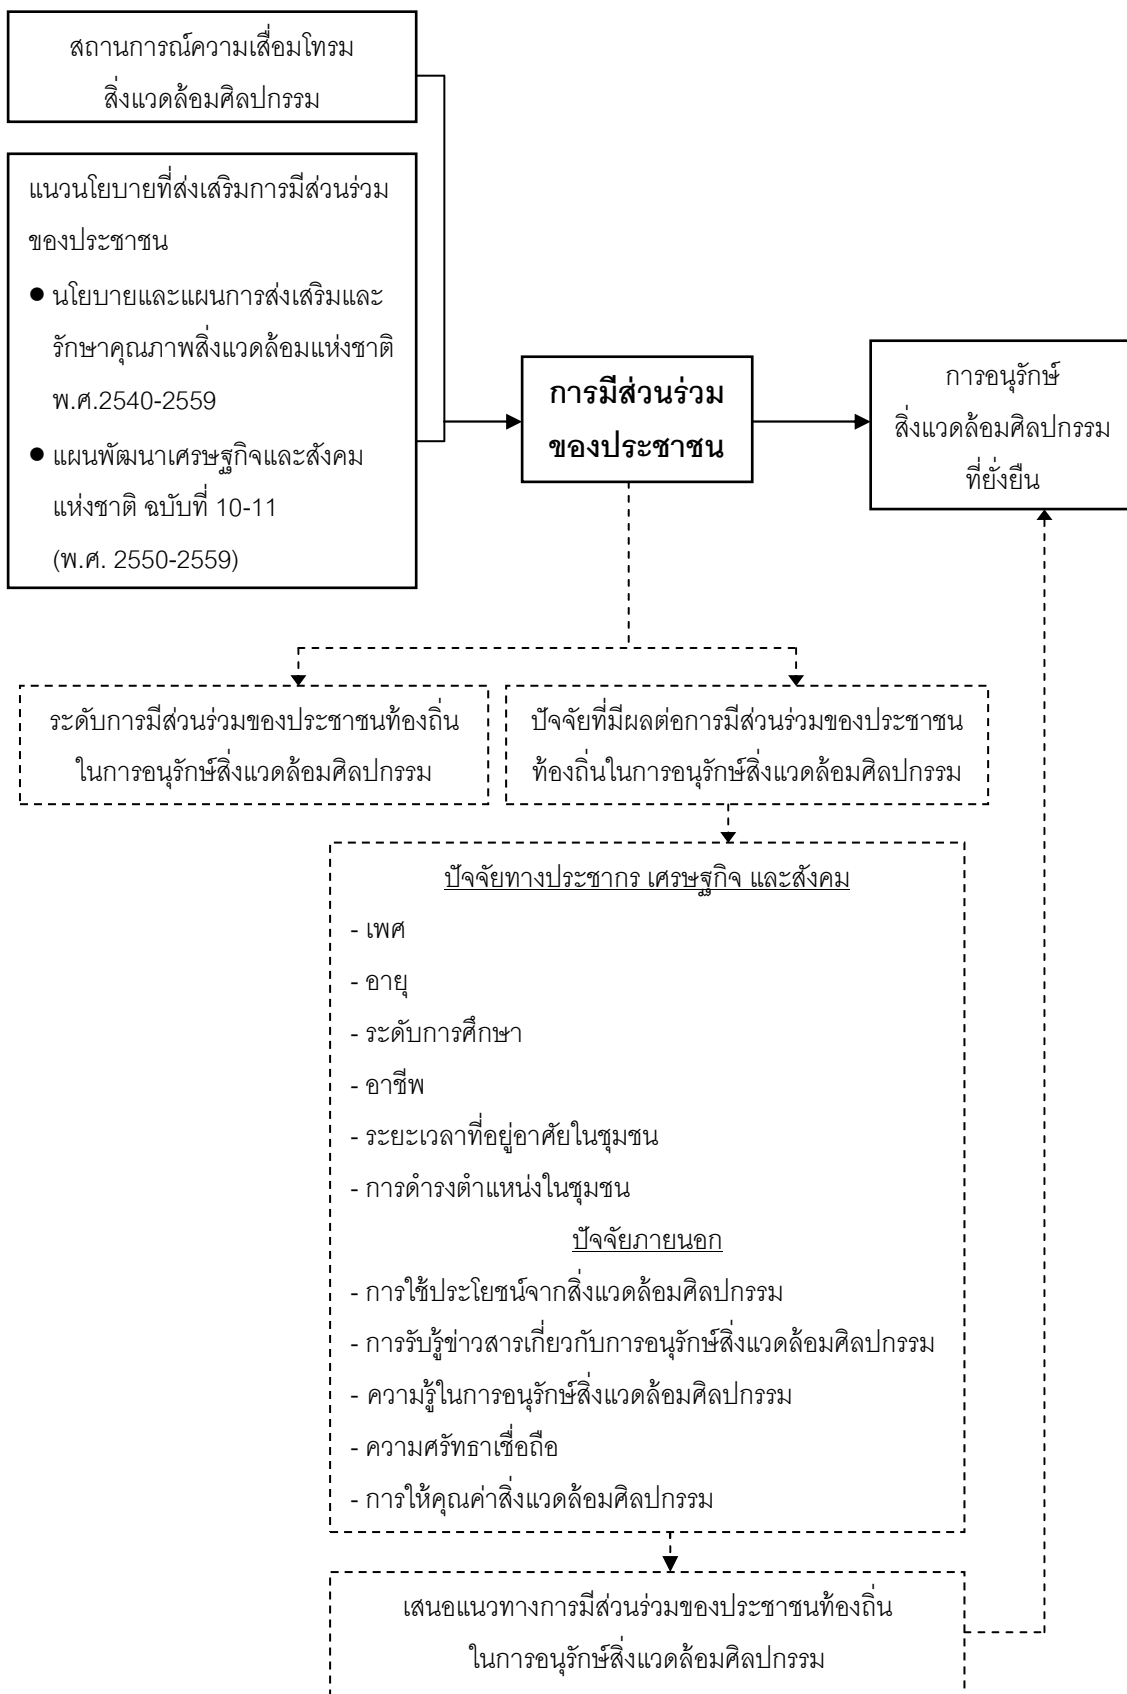 สถานการณ์ความเสื่อมโทรม
สิ่งแวดล้อมศิลปกรรม
แนวนโยบายที่ส่งเสริมการมีส่วนร่วม
ของประชาชน
● นโยบายและแผนการส่งเสริมและ
รักษาคุณภาพสิ่งแวดล้อมแห่งชาติ
พ.ศ.2540-2559
● แผนพัฒนาเศรษฐกิจและสังคม
แห่งชาติ ฉบับที่ 10-11
(พ.ศ. 2550-2559)
การมีส่วนร่วม
ของประชาชน
การอนุรักษ์
สิ่งแวดล้อมศิลปกรรม
ที่ยั่งยืน
ระดับการมีส่วนร่วมของประชาชนท้องถิ่น
ในการอนุรักษ์สิ่งแวดล้อมศิลปกรรม
ปัจจัยที่มีผลต่อการมีส่วนร่วมของประชาชน
ท้องถิ่นในการอนุรักษ์สิ่งแวดล้อมศิลปกรรม
ปัจจัยทางประชากร เศรษฐกิจ และสังคม
- เพศ
- อายุ
- ระดับการศึกษา
- อาชีพ
- ระยะเวลาที่อยู่อาศัยในชุมชน
- การดำรงตำแหน่งในชุมชน
ปัจจัยภายนอก
- การใช้ประโยชน์จากสิ่งแวดล้อมศิลปกรรม
- การรับรู้ข่าวสารเกี่ยวกับการอนุรักษ์สิ่งแวดล้อมศิลปกรรม
- ความรู้ในการอนุรักษ์สิ่งแวดล้อมศิลปกรรม
- ความศรัทธาเชื่อถือ
- การให้คุณค่าสิ่งแวดล้อมศิลปกรรม
เสนอแนวทางการมีส่วนร่วมของประชาชนท้องถิ่น
ในการอนุรักษ์สิ่งแวดล้อมศิลปกรรม